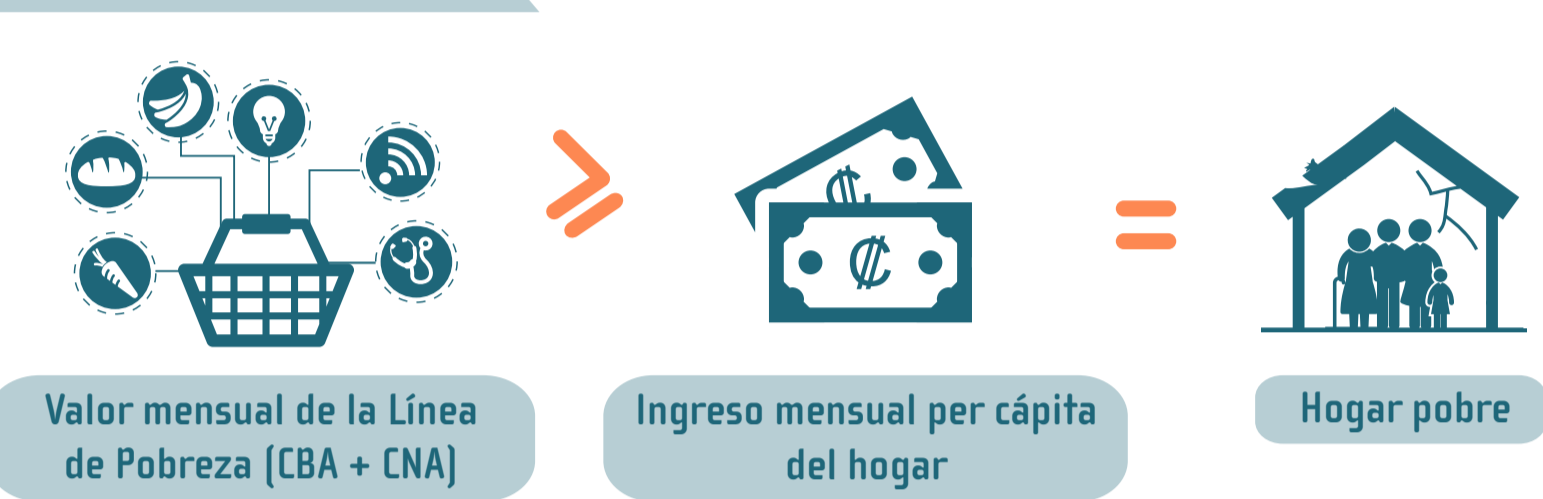 ₡
₡
Valor mensual de la Línea
de Pobreza (CBA + CNA)
Ingreso mensual per cápita
del hogar
Hogar pobre